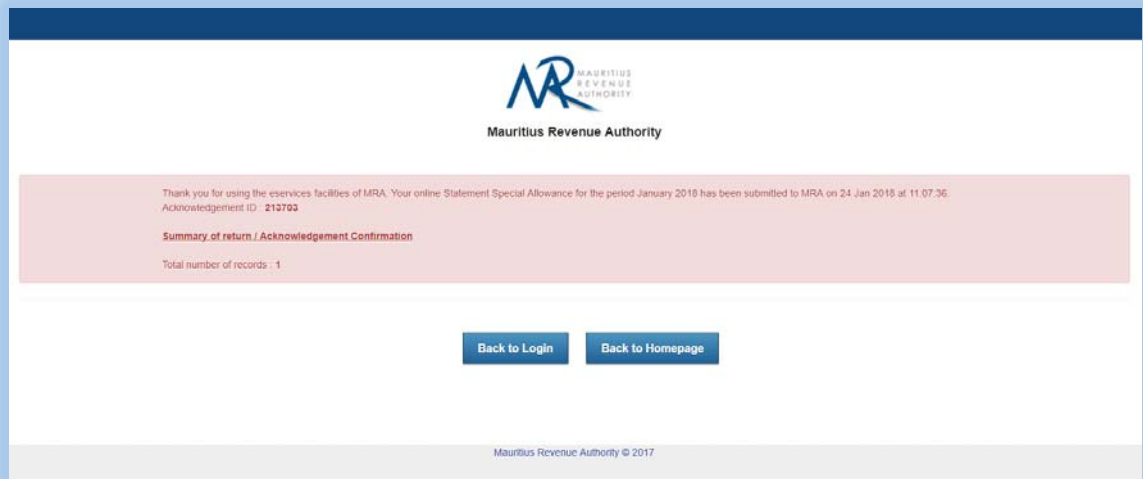 MAURITIUS
REVENUE
AUTHORITY
Mauritius Revenue Authority
Thank you for using the eservices facilities of MRA. Your online Statement Special Allowance for the period January 2018 has been submitted to MRA on 24 Jan 2018 at 11.07.36.
Acknowledgement ID : 213703
Summary of return / Acknowledgement Confirmation
Total number of records : 1
Back to Login Back to Homepage
Mauritius Revenue Authority © 2017